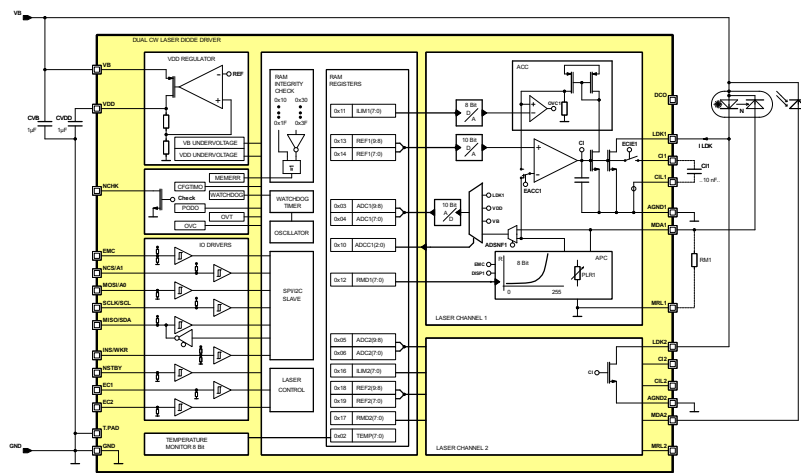 VB
DUAL CW LASER DIODE DRIVER
VB
VDD REGULATOR
REF
VDD
CVB
1µF
CVDD
1µF
VB UNDERVOLTAGE
VDD UNDERVOLTAGE
NCHK
Check
MEMERR
CFGTIMO
WATCHDOG
PODO
OVT
OVC
IO DRIVERS
EMC
NCS/A1
MOSI/A0
SCLK/SCL
MISO/SDA
INS/WKR
NSTBY
EC1
EC2
T.PAD
GND
GND
TEMPERATURE
MONITOR 8 Bit
RAM
INTEGRITY
CHECK
0x10 0x30
0x1F 0x3F
=1
WATCHDOG
TIMER
OSCILLATOR
SPI/I2C
SLAVE
LASER
CONTROL
RAM
REGISTERS
0x11 ILIM1(7:0)
0x13 REF1(9:8)
0x14 REF1(7:0)
0x03 ADC1(9:8)
0x04 ADC1(7:0)
0x10 ADCC1(2:0)
0x12 RMD1(7:0)
0x05 ADC2(9:8)
0x06 ADC2(7:0)
0x16 ILIM2(7:0)
0x18 REF2(9:8)
0x19 REF2(7:0)
0x17 RMD2(7:0)
0x02 TEMP(7:0)
ACC
8 Bit
D
A
OVC1
10 Bit
D
A
CI
ECIE1
EACC1
10 Bit
A
D
LDK1
VDD
VB
ADSNF1
EMC
DISP1
R
8 Bit
0 255
APC
PLR1
LASER CHANNEL 1
CI
LASER CHANNEL 2
DCO
LDK1
I LDK
CI1
CI1
...10 nF...
CIL1
AGND1
MDA1
RM1
MRL1
LDK2
CI2
CIL2
AGND2
MDA2
MRL2
N